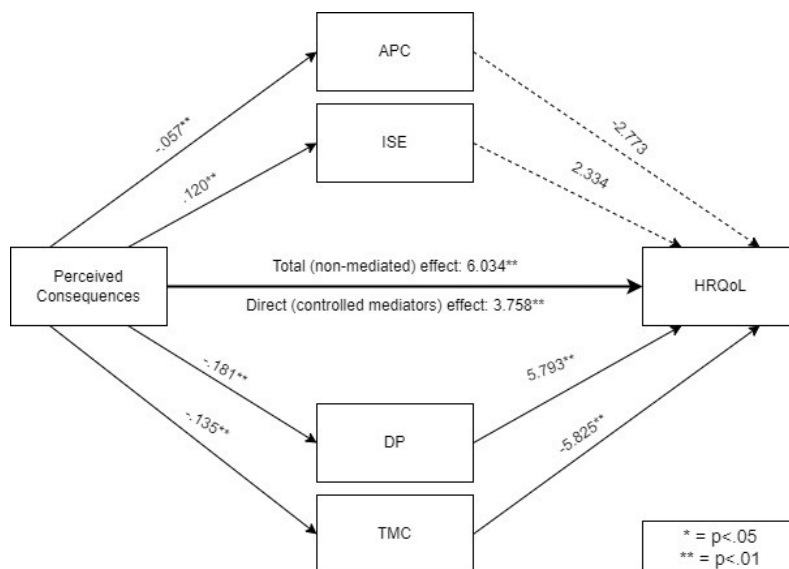 APC
-.057**
-2.773
ISE
.120**
2.334
Perceived
Consequences
Total (non-mediated) effect: 6.034**
Direct (controlled mediators) effect: 3.758**
HRQoL
-.181**
5.793**
DP
-.135**
-5.825**
TMC
* = p<.05
** = p<.01